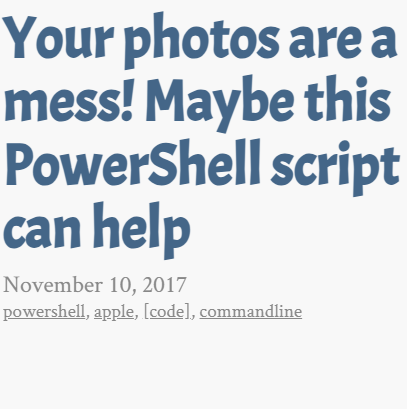 Your photos are a
mess! Maybe this
PowerShell script
can help
November 10, 2017
powershell, apple, [code], commandline